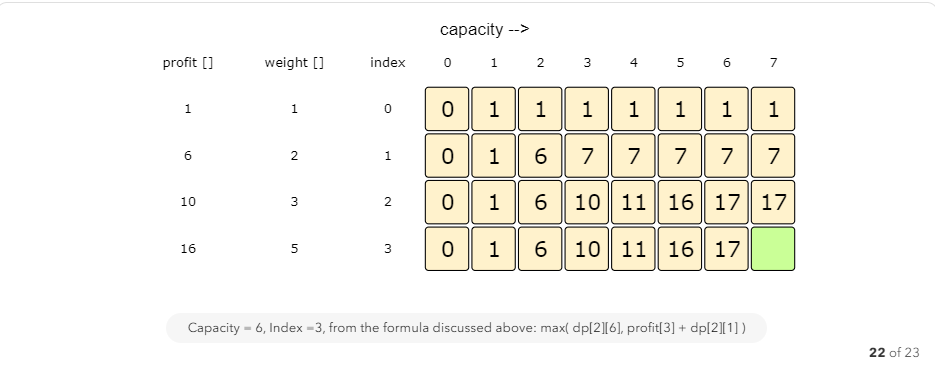 capacity -->
profit [] weight [] index 0 1 2 3 4 5 6 7
1 1 0 0 1 1 1 1 1 1 1
6 2 1 0 1 6 7 7 7 7 7
10 3 2 0 1 6 10 11 16 17 17
16 5 3 0 1 6 10 11 16 17
Capacity = 6, Index =3, from the formula discussed above: max( dp[2][6], profit[3] + dp[2][1] )
22 of 23